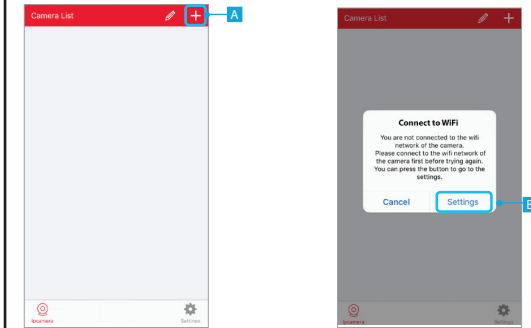 Camera List
A
Ipcamera
Settings
Camera List
Connect to WiFi
You are not connected to the wifi
network of the camera.
Please connect to the wifi network of
the camera first before trying again.
You can press the button to go to the
settings.
Cancel
Settings
Ipcamera
Settings